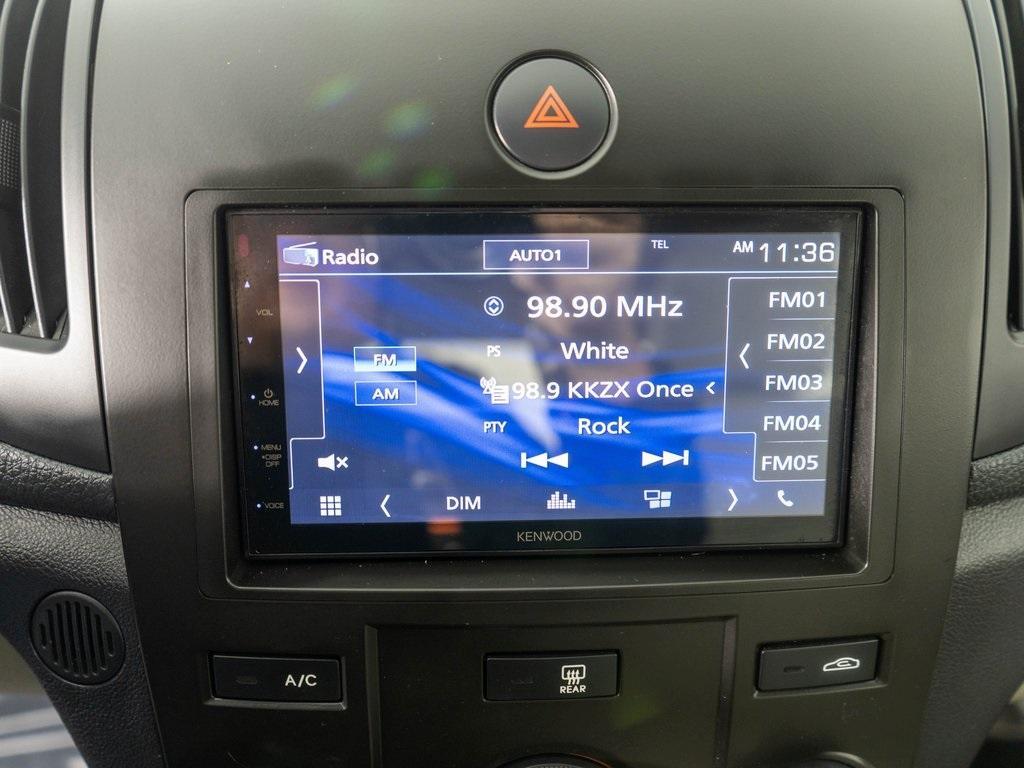 Radio
AUTO1
TEL
AM 11:36
VOL
98.90 MHz
FM01
FM
PS White
FM02
AM
98.9 KKZX Once
FM03
HOME
PTY Rock
FM04
MENU
•DISP
OFF
FM05
VOICE
DIM
KENWOOD
A/C
REAR